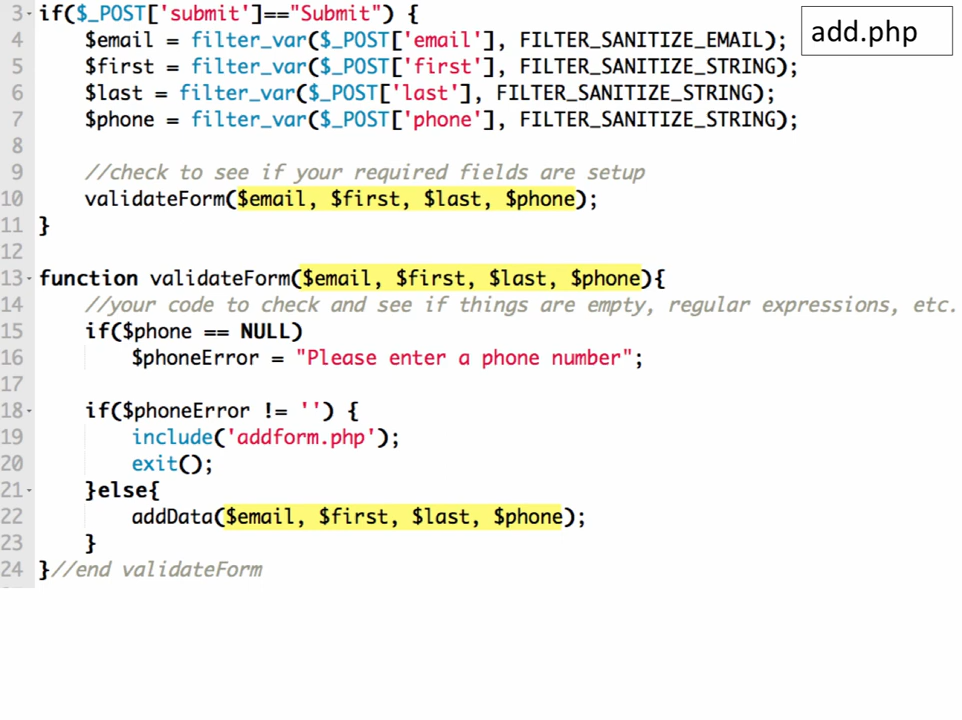 add.php
3 if($_POST['submit']=="Submit") {
4 $email = filter_var($_POST['email'], FILTER_SANITIZE_EMAIL);
5 $first = filter_var($_POST['first'], FILTER_SANITIZE_STRING);
6 $last = filter_var($_POST['last'], FILTER_SANITIZE_STRING);
7 $phone = filter_var($_POST['phone'], FILTER_SANITIZE_STRING);
8
9 //check to see if your required fields are setup
10 validateForm($email, $first, $last, $phone);
11 }
12
13 function validateForm($email, $first, $last, $phone){
14 //your code to check and see if things are empty, regular expressions, etc.
15 if($phone == NULL)
16 $phoneError = "Please enter a phone number";
17
18 if($phoneError != '') {
19 include('addform.php');
20 exit();
21 }else{
22 addData($email, $first, $last, $phone);
23 }
24 }//end validateForm